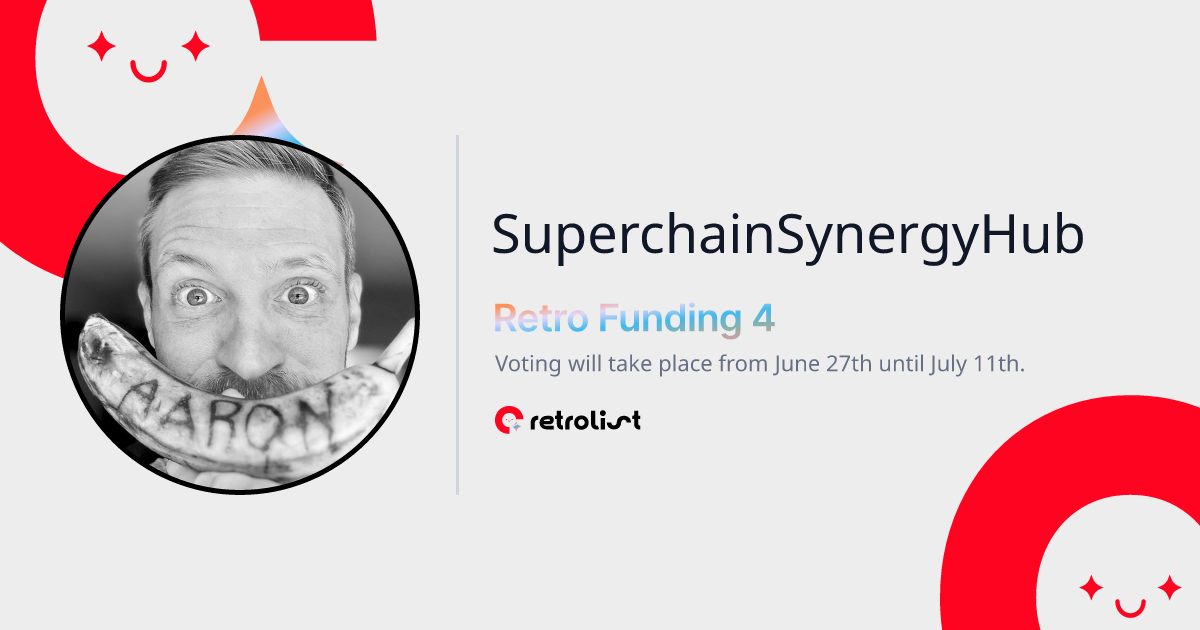 SuperchainSynergyHub
Retro Funding 4
Voting will take place from June 27th until July 11th.
retrolist
AARON